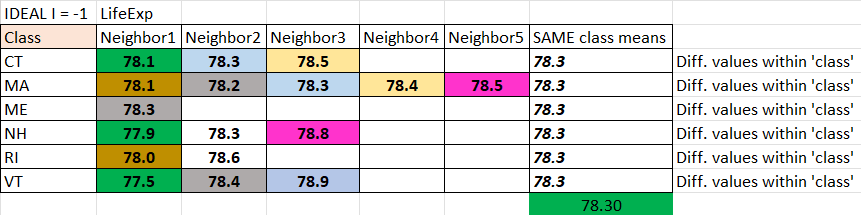 IDEAL I = -1 LifeExp
Class Neighbor1 Neighbor2 Neighbor3 Neighbor4 Neighbor5 SAME class means
CT 78.1 78.3 78.5 78.3 Diff. values within 'class'
MA 78.1 78.2 78.3 78.4 78.5 78.3 Diff. values within 'class'
ME 78.3 78.3 Diff. values within 'class'
NH 77.9 78.3 78.8 78.3 Diff. values within 'class'
RI 78.0 78.6 78.3 Diff. values within 'class'
VT 77.5 78.4 78.9 78.3 Diff. values within 'class'
78.30